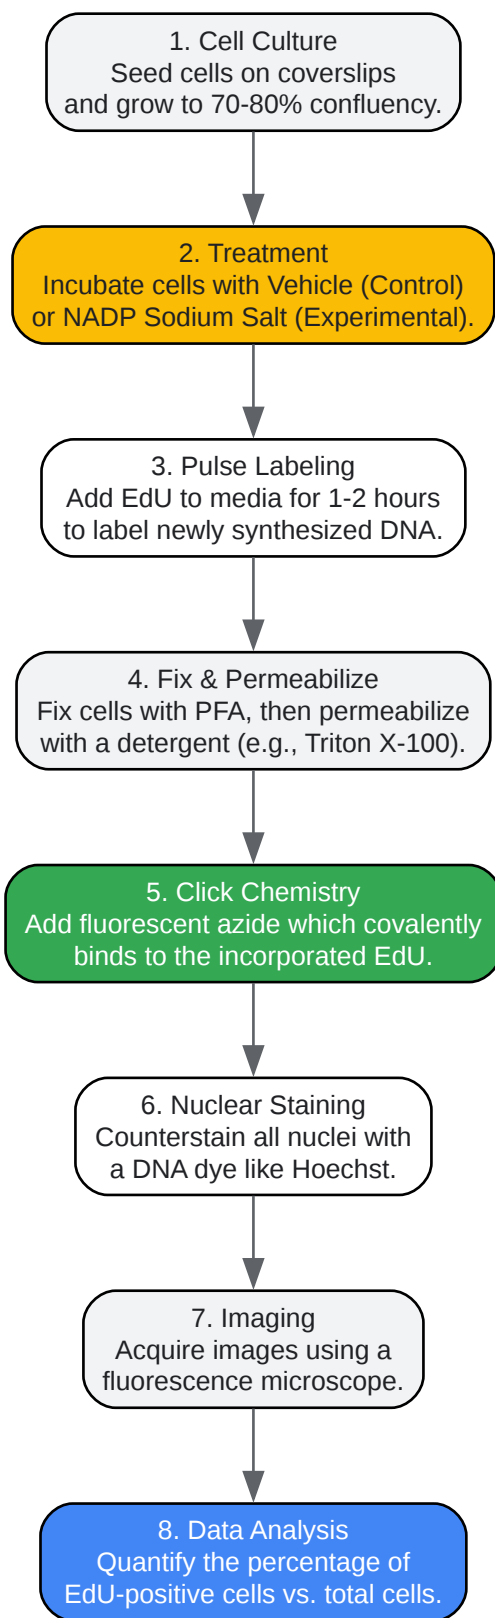 1. Cell Culture
Seed cells on coverslips
and grow to 70-80% confluency.
2. Treatment
Incubate cells with Vehicle (Control)
or NADP Sodium Salt (Experimental).
3. Pulse Labeling
Add EdU to media for 1-2 hours
to label newly synthesized DNA.
4. Fix & Permeabilize
Fix cells with PFA, then permeabilize
with a detergent (e.g., Triton X-100).
5. Click Chemistry
Add fluorescent azide which covalently
binds to the incorporated EdU.
6. Nuclear Staining
Counterstain all nuclei with
a DNA dye like Hoechst.
7. Imaging
Acquire images using a
fluorescence microscope.
8. Data Analysis
Quantify the percentage of
EdU-positive cells vs. total cells.